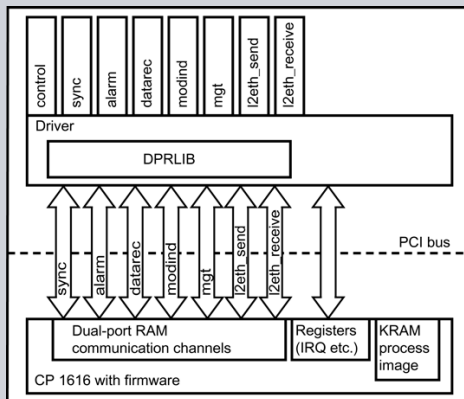 control
sync
alarm
datarec
modind
mgt
l2eth_send
l2eth_receive
Driver
DPRLIB
PCI bus
sync
alarm
datarec
modind
mgt
l2eth_send
l2eth_receive
Dual-port RAM
communication channels
Registers
(IRQ etc.)
KRAM
process
image
CP 1616 with firmware